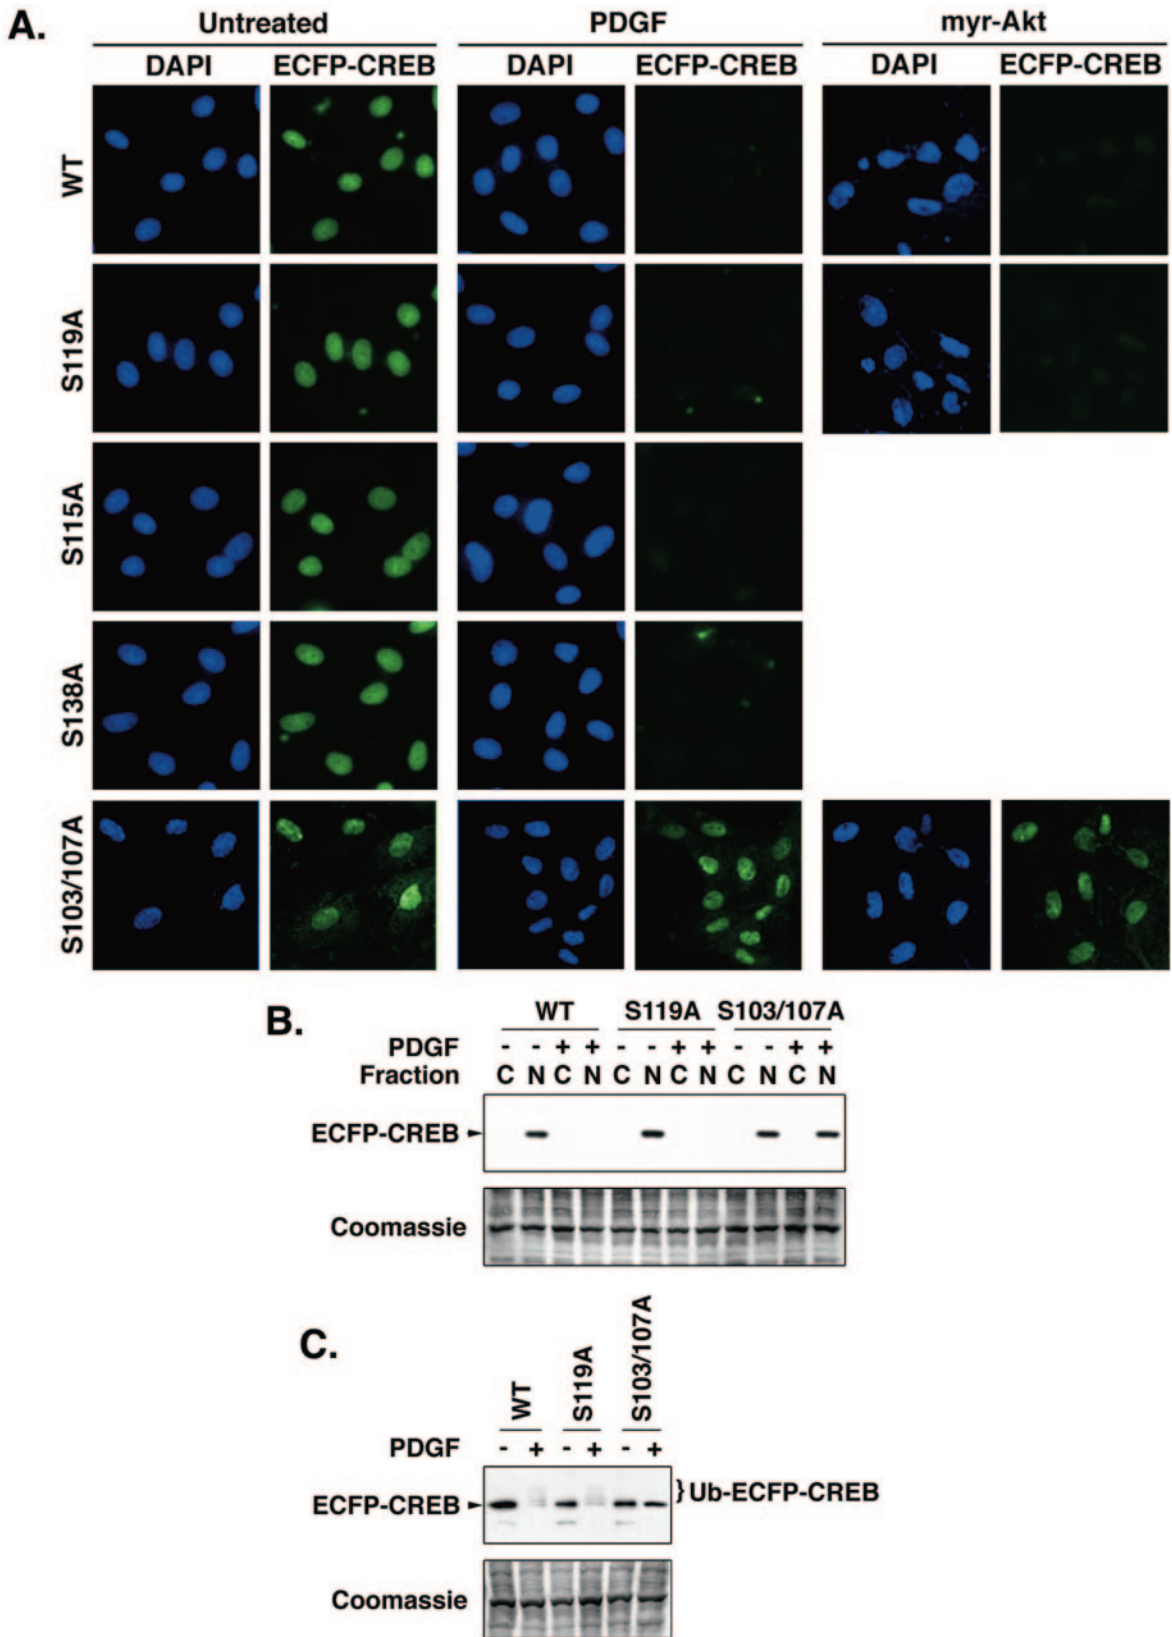 A.
Untreated PDGF myr-Akt
DAPI ECFP-CREB DAPI ECFP-CREB DAPI ECFP-CREB
WT
S119A
S115A
S138A
S103/107A
B.
WT S119A S103/107A
PDGF - - + + - - + + - - + +
Fraction C N C N C N C N C N C N
ECFP-CREB
Coomassie
C.
WT S119A S103/107A
PDGF - + - + - +
ECFP-CREB } Ub-ECFP-CREB
Coomassie